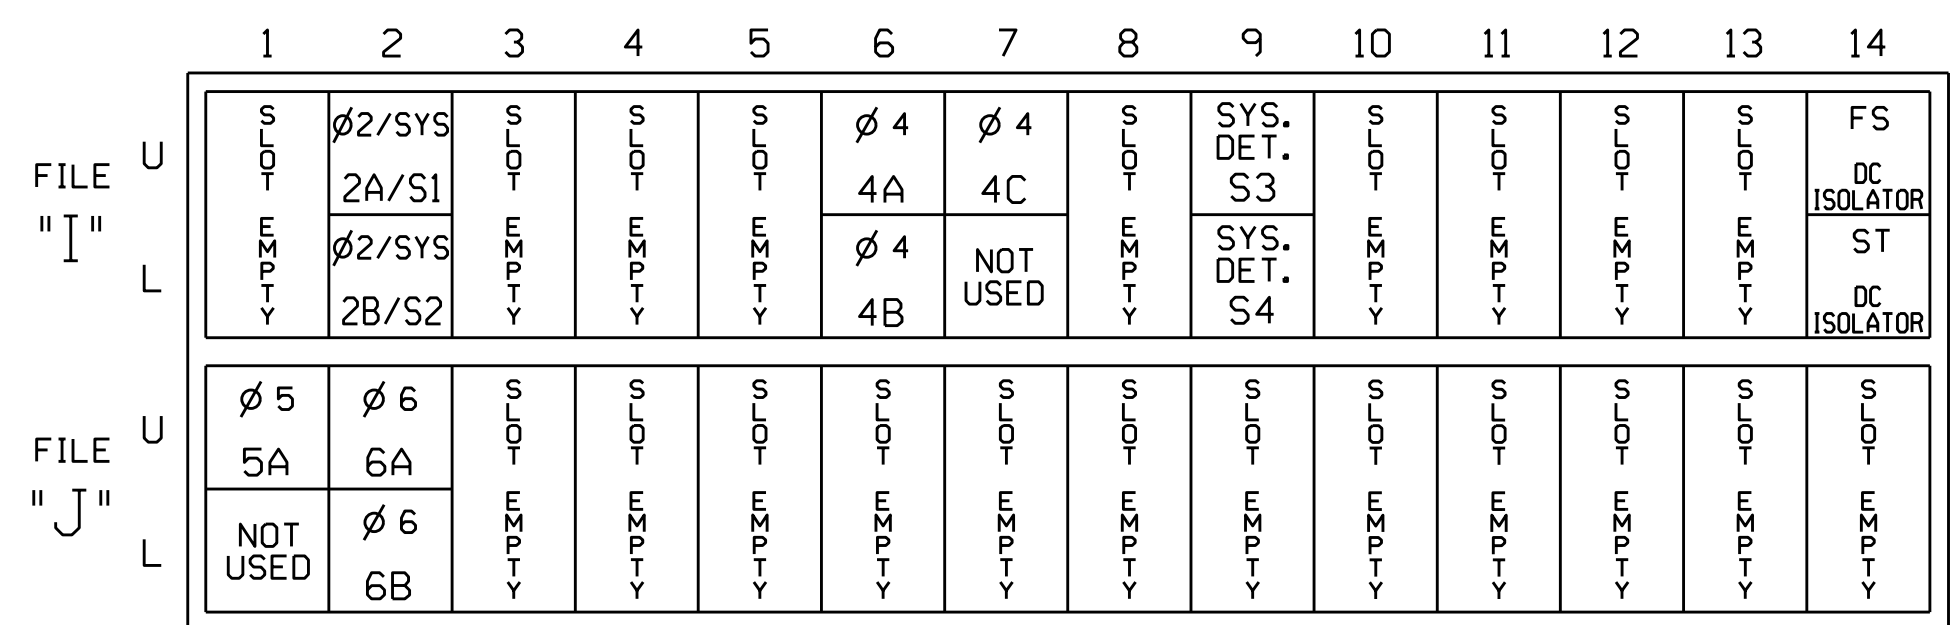 1 2 3 4 5 6 7 8 9 10 11 12 13 14
FILE "I"
U
L
SLOT EMPTY
Ø2/SYS
2A/S1
Ø2/SYS
2B/S2
SLOT EMPTY
SLOT EMPTY
SLOT EMPTY
Ø 4
4A
Ø 4
4B
Ø 4
4C
NOT
USED
SLOT EMPTY
SYS.
DET.
S3
SYS.
DET.
S4
SLOT EMPTY
SLOT EMPTY
SLOT EMPTY
SLOT EMPTY
FS
DC
ISOLATOR
ST
DC
ISOLATOR
FILE "J"
U
L
Ø 5
5A
NOT
USED
Ø 6
6A
Ø 6
6B
SLOT EMPTY
SLOT EMPTY
SLOT EMPTY
SLOT EMPTY
SLOT EMPTY
SLOT EMPTY
SLOT EMPTY
SLOT EMPTY
SLOT EMPTY
SLOT EMPTY
SLOT EMPTY
SLOT EMPTY